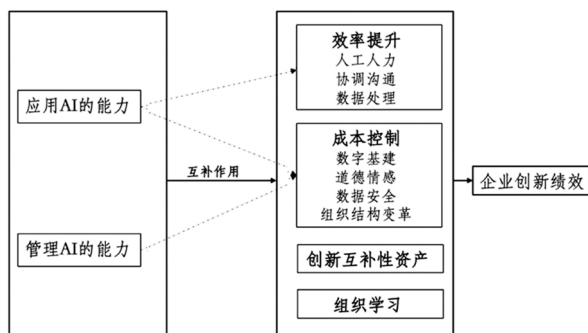 应用AI的能力
管理AI的能力
互补作用
效率提升
人工人力
协调沟通
数据处理
成本控制
数字基建
道德情感
数据安全
组织结构变革
创新互补性资产
组织学习
企业创新绩效